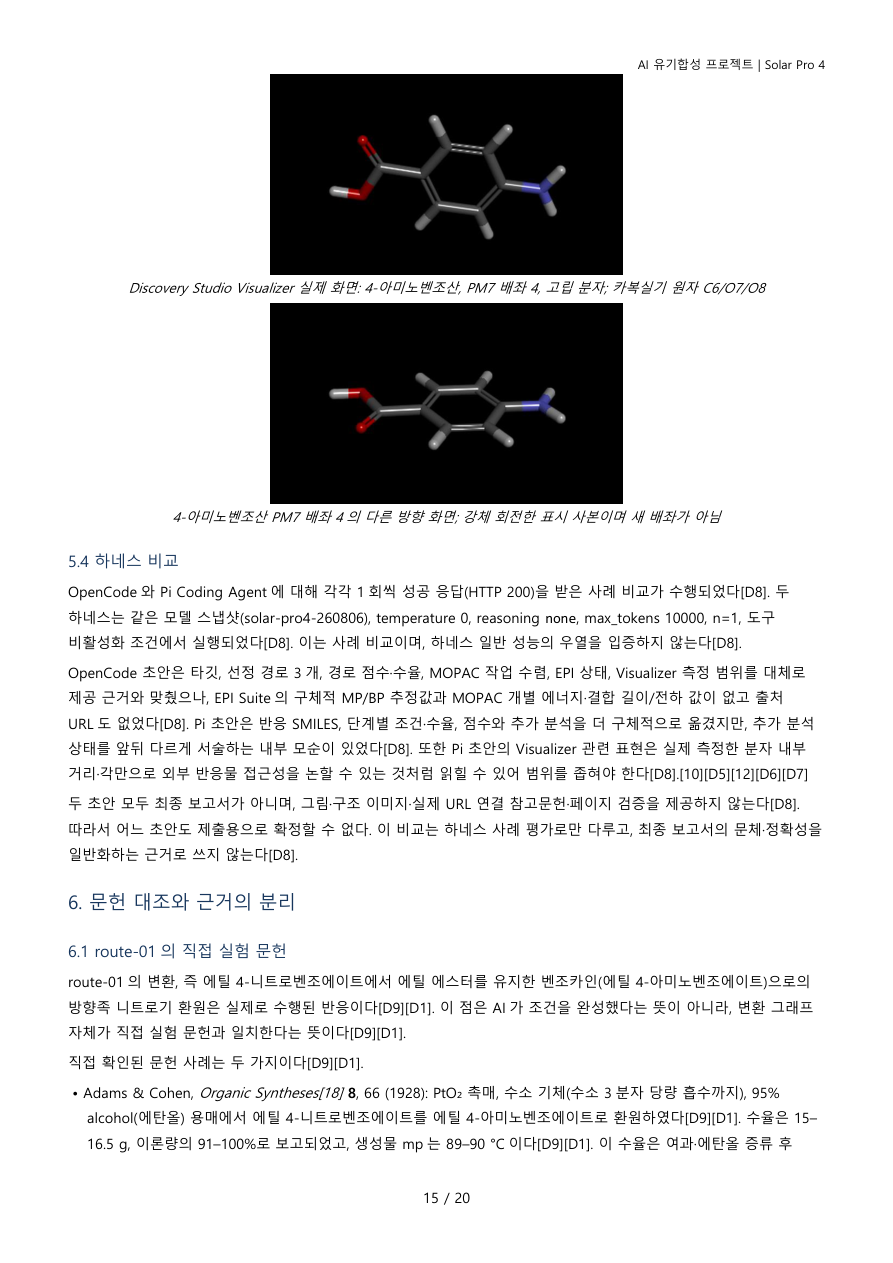 AI 유기합성 프로젝트 | Solar Pro 4
Discovery Studio Visualizer 실제 화면: 4-아미노벤조산, PM7 배좌 4, 고립 분자; 카복실기 원자 C6/O7/O8
4-아미노벤조산 PM7 배좌 4 의 다른 방향 화면; 강체 회전한 표시 사본이며 새 배좌가 아님
5.4 하네스 비교
OpenCode 와 Pi Coding Agent 에 대해 각각 1 회씩 성공 응답(HTTP 200)을 받은 사례 비교가 수행되었다[D8]. 두
하네스는 같은 모델 스냅샷(solar-pro4-260806), temperature 0, reasoning none, max_tokens 10000, n=1, 도구
비활성화 조건에서 실행되었다[D8]. 이는 사례 비교이며, 하네스 일반 성능의 우열을 입증하지 않는다[D8].
OpenCode 초안은 타깃, 선정 경로 3 개, 경로 점수·수율, MOPAC 작업 수렴, EPI 상태, Visualizer 측정 범위를 대체로
제공 근거와 맞췄으나, EPI Suite 의 구체적 MP/BP 추정값과 MOPAC 개별 에너지·결합 길이/전하 값이 없고 출처
URL 도 없었다[D8]. Pi 초안은 반응 SMILES, 단계별 조건·수율, 점수와 추가 분석을 더 구체적으로 옮겼지만, 추가 분석
상태를 앞뒤 다르게 서술하는 내부 모순이 있었다[D8]. 또한 Pi 초안의 Visualizer 관련 표현은 실제 측정한 분자 내부
거리·각만으로 외부 반응물 접근성을 논할 수 있는 것처럼 읽힐 수 있어 범위를 좁혀야 한다[D8].[10][D5][12][D6][D7]
두 초안 모두 최종 보고서가 아니며, 그림·구조 이미지·실제 URL 연결 참고문헌·페이지 검증을 제공하지 않는다[D8].
따라서 어느 초안도 제출용으로 확정할 수 없다. 이 비교는 하네스 사례 평가로만 다루고, 최종 보고서의 문체·정확성을
일반화하는 근거로 쓰지 않는다[D8].
6. 문헌 대조와 근거의 분리
6.1 route-01 의 직접 실험 문헌
route-01 의 변환, 즉 에틸 4-니트로벤조에이트에서 에틸 에스터를 유지한 벤조카인(에틸 4-아미노벤조에이트)으로의
방향족 니트로기 환원은 실제로 수행된 반응이다[D9][D1]. 이 점은 AI 가 조건을 완성했다는 뜻이 아니라, 변환 그래프
자체가 직접 실험 문헌과 일치한다는 뜻이다[D9][D1].
직접 확인된 문헌 사례는 두 가지이다[D9][D1].
• Adams & Cohen, Organic Syntheses[18] 8, 66 (1928): PtO₂ 촉매, 수소 기체(수소 3 분자 당량 흡수까지), 95%
alcohol(에탄올) 용매에서 에틸 4-니트로벤조에이트를 에틸 4-아미노벤조에이트로 환원하였다[D9][D1]. 수율은 15–
16.5 g, 이론량의 91–100%로 보고되었고, 생성물 mp 는 89–90 °C 이다[D9][D1]. 이 수율은 여과·에탄올 증류 후
15 / 20